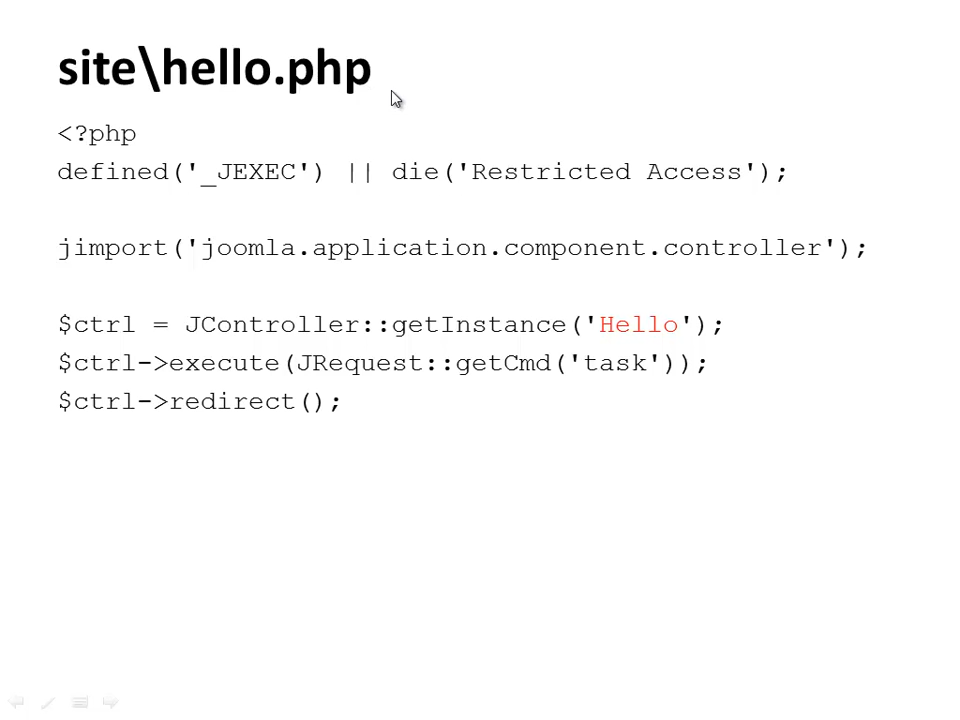 site\hello.php
<?php
defined('_JEXEC') || die('Restricted Access');
jimport('joomla.application.component.controller');
$ctrl = JController::getInstance('Hello');
$ctrl->execute(JRequest::getCmd('task'));
$ctrl->redirect();